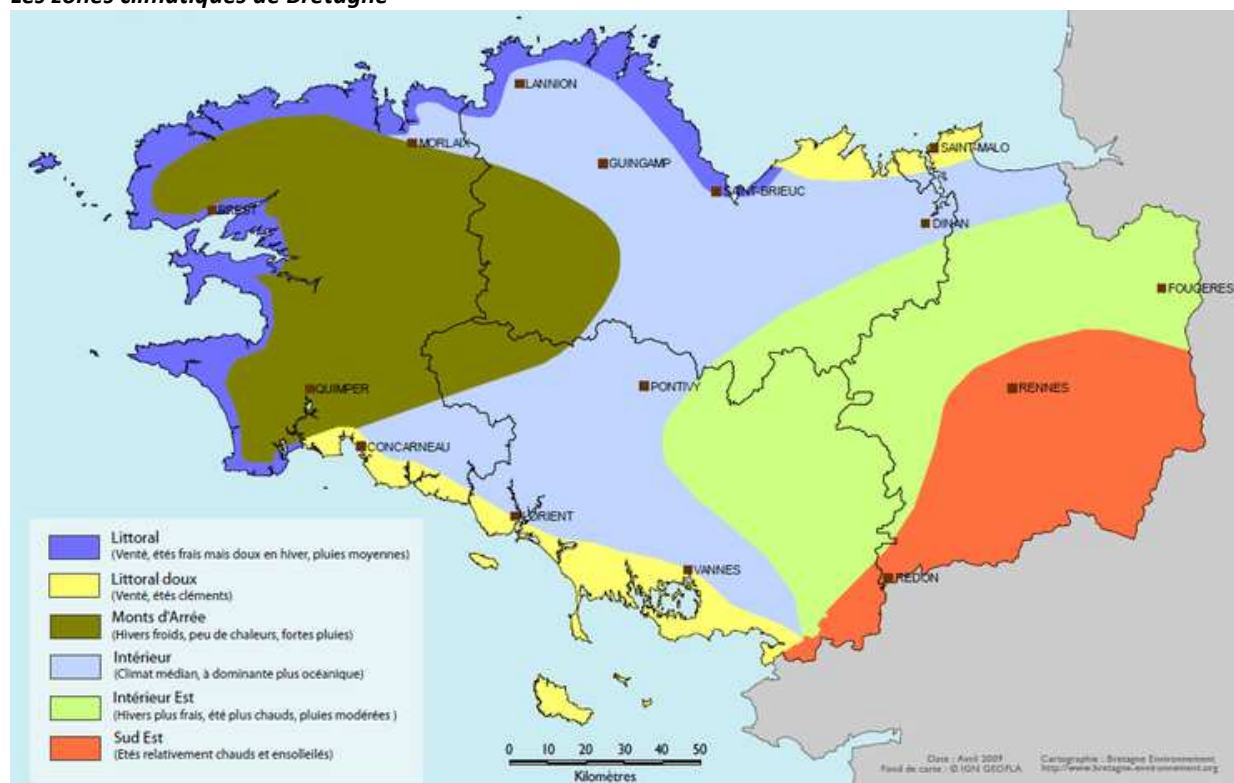 Les zones climatiques de Bretagne
LANNION
MORLAIX
GUINGAMP
SAINT-MALO
SAINT-BRIEUC
BREST
DINAN
FOUGERES
QUIMPER
PONTIVY
RENNES
CONCARNEAU
LORIENT
VANNES
REDON
Littoral
(Venté, étés frais mais doux en hiver, pluies moyennes)
Littoral doux
(Venté, étés cléments)
Monts d'Arrée
(Hivers froids, peu de chaleurs, fortes pluies)
Intérieur
(Climat médian, à dominante plus océanique)
Intérieur Est
(Hivers plus frais, été plus chauds, pluies modérées )
Sud Est
(Etés relativement chauds et ensolleilés)
0 10 20 30 40 50
Kilomètres
Date : Avril 2009
Fond de carte : © IGN GEOFLA
Cartographie : Bretagne Environnement
http://www.bretagne-environnement.org